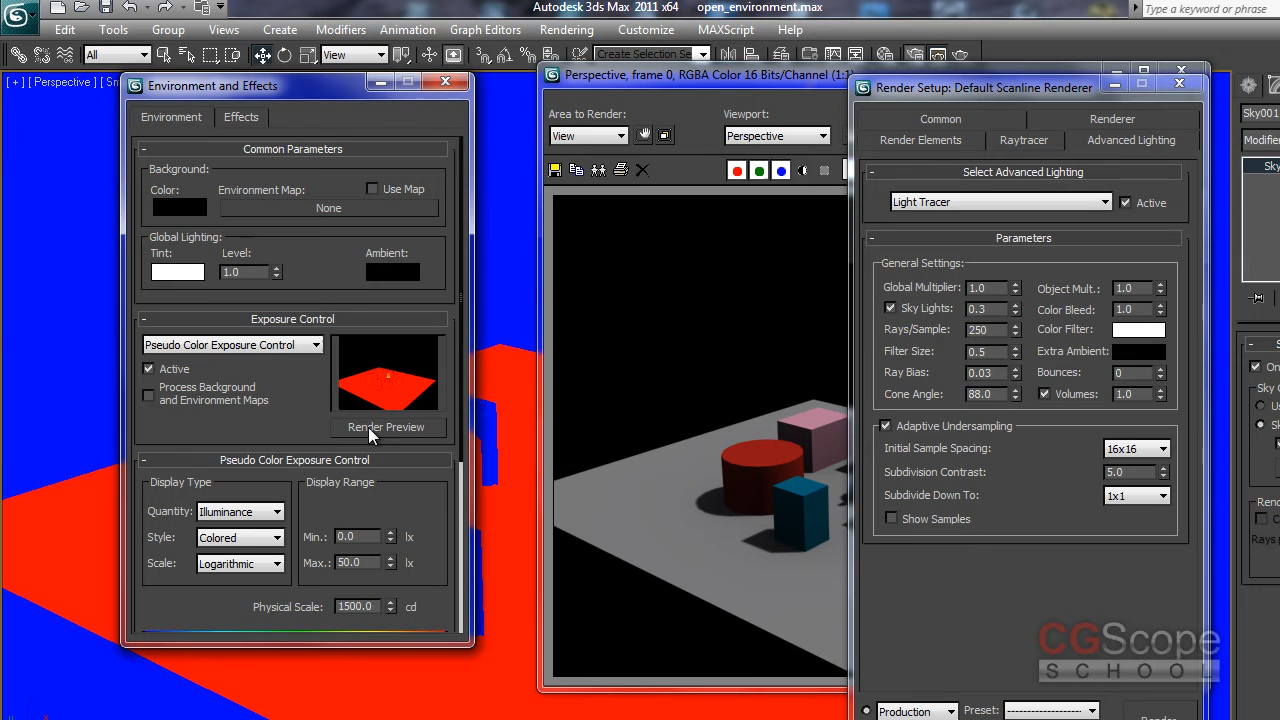 Autodesk 3ds Max 2011 x64 open_environment.max
Type a keyword or phrase
Edit Tools Group Views Create Modifiers Animation Graph Editors Rendering Customize MAXScript Help
All View Create Selection Se
[ + ] [ Perspective ]
Environment and Effects
Environment Effects
- Common Parameters
Background:
Color: Environment Map: Use Map
None
Global Lighting:
Tint: Level: Ambient:
1.0
- Exposure Control
Pseudo Color Exposure Control
Active
Process Background
and Environment Maps
Render Preview
- Pseudo Color Exposure Control
Display Type Display Range
Quantity: Illuminance
Style: Colored Min.: 0.0 lx
Scale: Logarithmic Max.: 50.0 lx
Physical Scale: 1500.0 cd
Perspective, frame 0, RGBA Color 16 Bits/Channel (1:1)
Area to Render: Viewport:
View Perspective
Render Setup: Default Scanline Renderer
Common Renderer
Render Elements Raytracer Advanced Lighting
- Select Advanced Lighting
Light Tracer Active
- Parameters
General Settings:
Global Multiplier: 1.0 Object Mult.: 1.0
Sky Lights: 0.3 Color Bleed: 1.0
Rays/Sample: 250 Color Filter:
Filter Size: 0.5 Extra Ambient:
Ray Bias: 0.03 Bounces: 0
Cone Angle: 88.0 Volumes: 1.0
Adaptive Undersampling
Initial Sample Spacing: 16x16
Subdivision Contrast: 5.0
Subdivide Down To: 1x1
Show Samples
Production Preset: --------------------
Render
Sky001
Modifier
Sky
On
Sky
Rays p
CGScope
SCHOOL